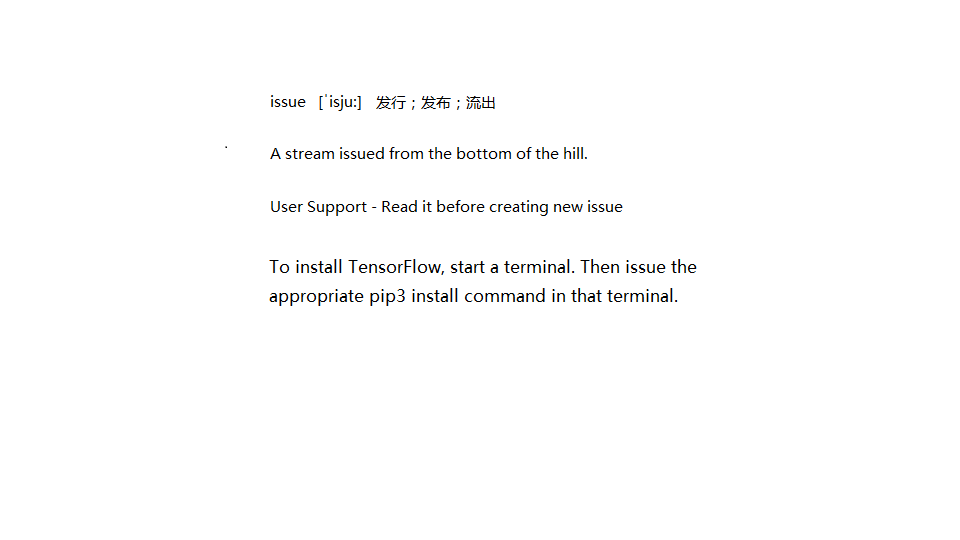 issue [ˈisju:] 发行；发布；流出
A stream issued from the bottom of the hill.
User Support - Read it before creating new issue
To install TensorFlow, start a terminal. Then issue the
appropriate pip3 install command in that terminal.